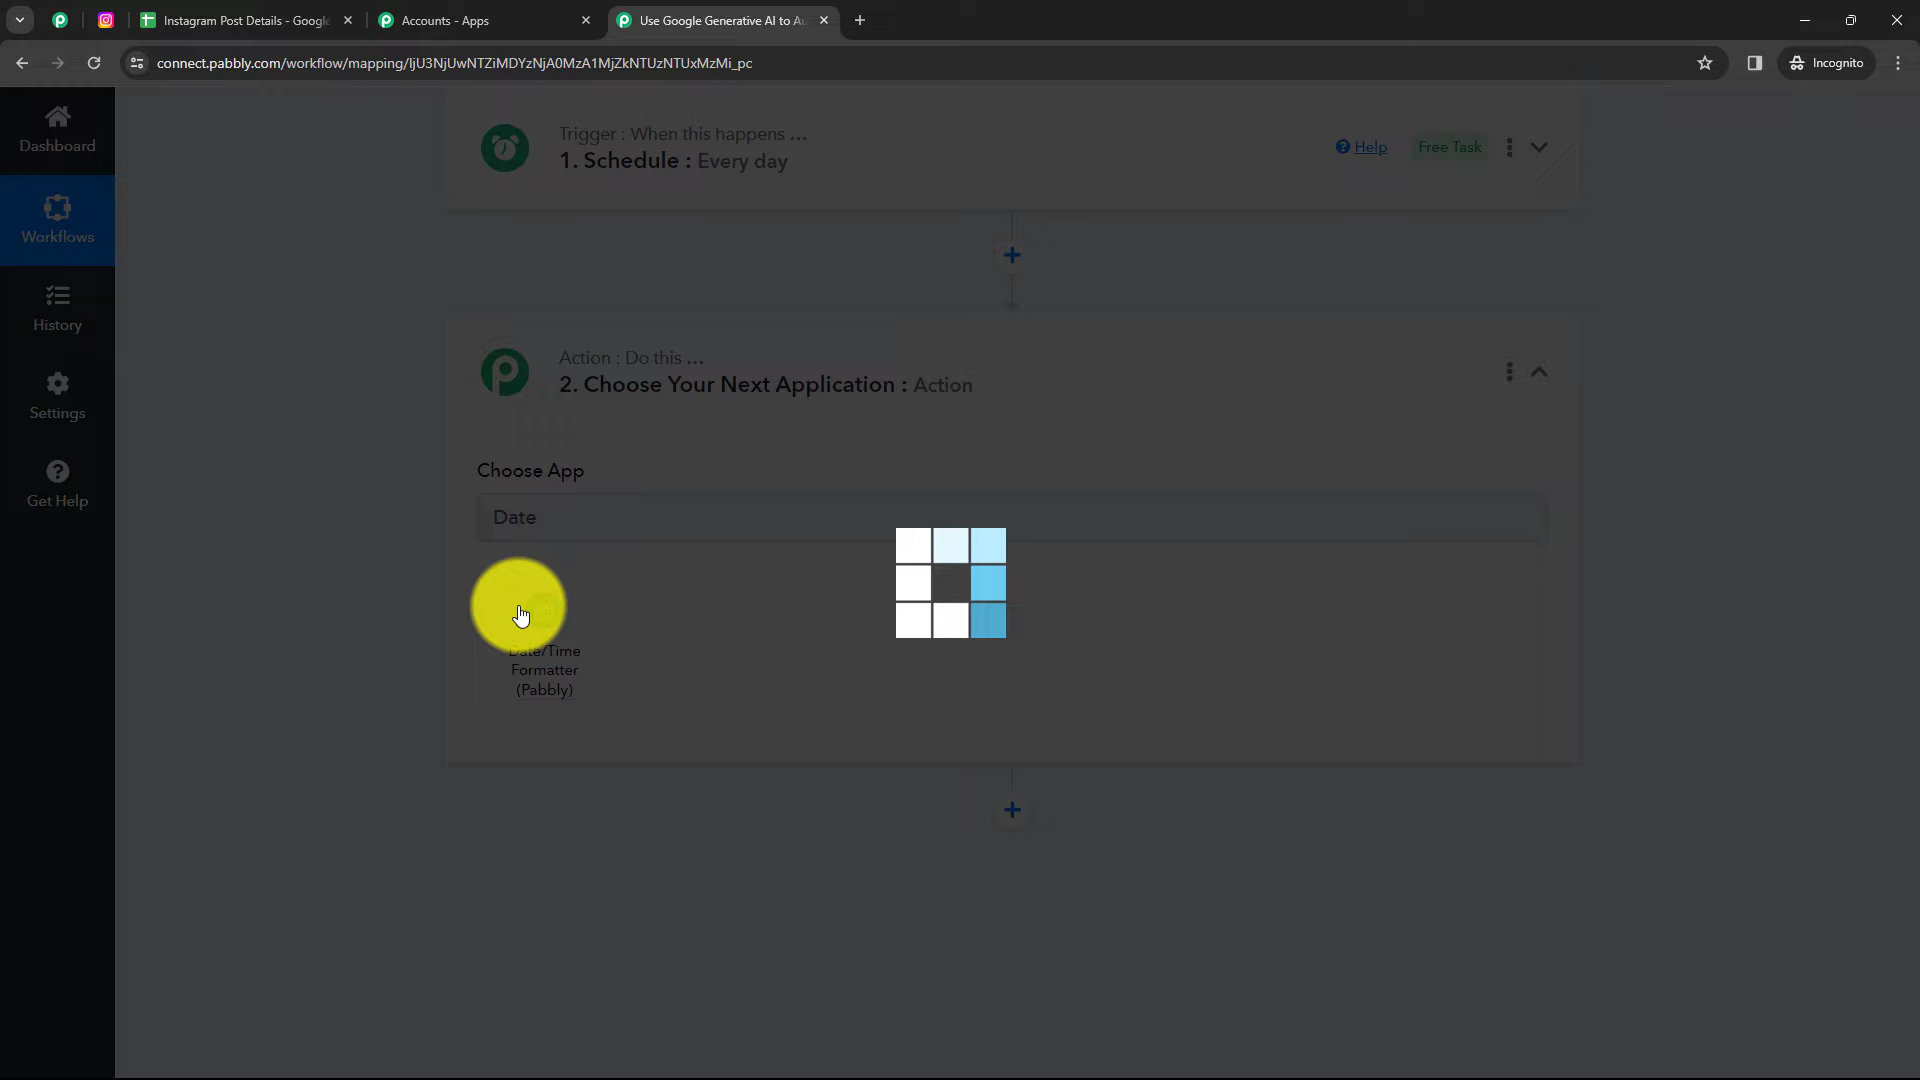 Instagram Post Details - Google
Accounts - Apps
Use Google Generative AI to Au
connect.pabbly.com/workflow/mapping/IjU3NjUwNTZiMDYzNjA0MzA1MjZkNTUzNTUxMzMi_pc
Incognito
Dashboard
Workflows
History
Settings
Get Help
Trigger : When this happens ...
1. Schedule : Every day
Help
Free Task
Action : Do this ...
2. Choose Your Next Application : Action
Choose App
Date
Date/Time
Formatter
(Pabbly)